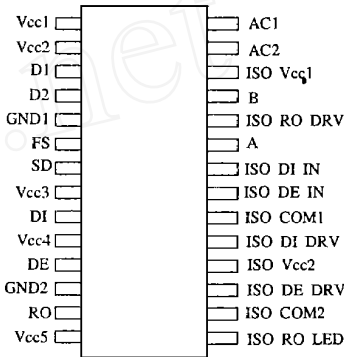 Vcc1 AC1
Vcc2 AC2
D1 ISO Vcc1
D2 B
GND1 ISO RO DRV
FS A
SD ISO DI IN
Vcc3 ISO DE IN
DI ISO COM1
Vcc4 ISO DI DRV
DE ISO Vcc2
GND2 ISO DE DRV
RO ISO COM2
Vcc5 ISO RO LED
.net